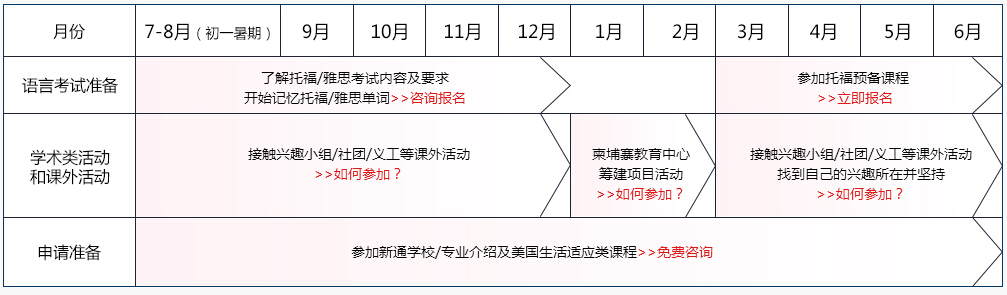 月份
7-8月（初一暑期）
9月
10月
11月
12月
1月
2月
3月
4月
5月
6月
语言考试准备
了解托福/雅思考试内容及要求
开始记忆托福/雅思单词>>咨询报名
参加托福预备课程
>>立即报名
学术类活动
和课外活动
接触兴趣小组/社团/义工等课外活动
>>如何参加？
柬埔寨教育中心
筹建项目活动
>>如何参加？
接触兴趣小组/社团/义工等课外活动
找到自己的兴趣所在并坚持
>>如何参加？
申请准备
参加新通学校/专业介绍及美国生活适应类课程>>免费咨询